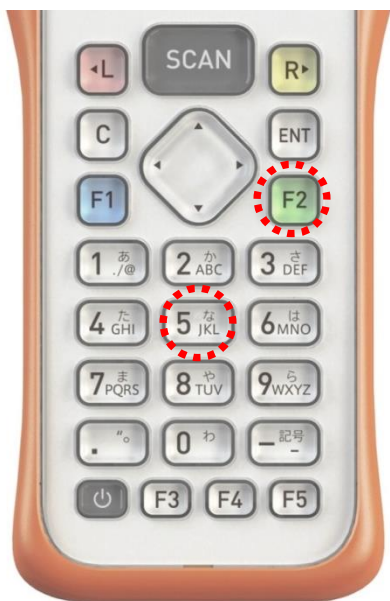 L SCAN R
C ENT
F1 F2
1 あ ./@ 2 か ABC 3 さ DEF
4 た GHI 5 な JKL 6 は MNO
7 ま PQRS 8 や TUV 9 ら WXYZ
. ゛。 0 わ ー 記号 _
F3 F4 F5